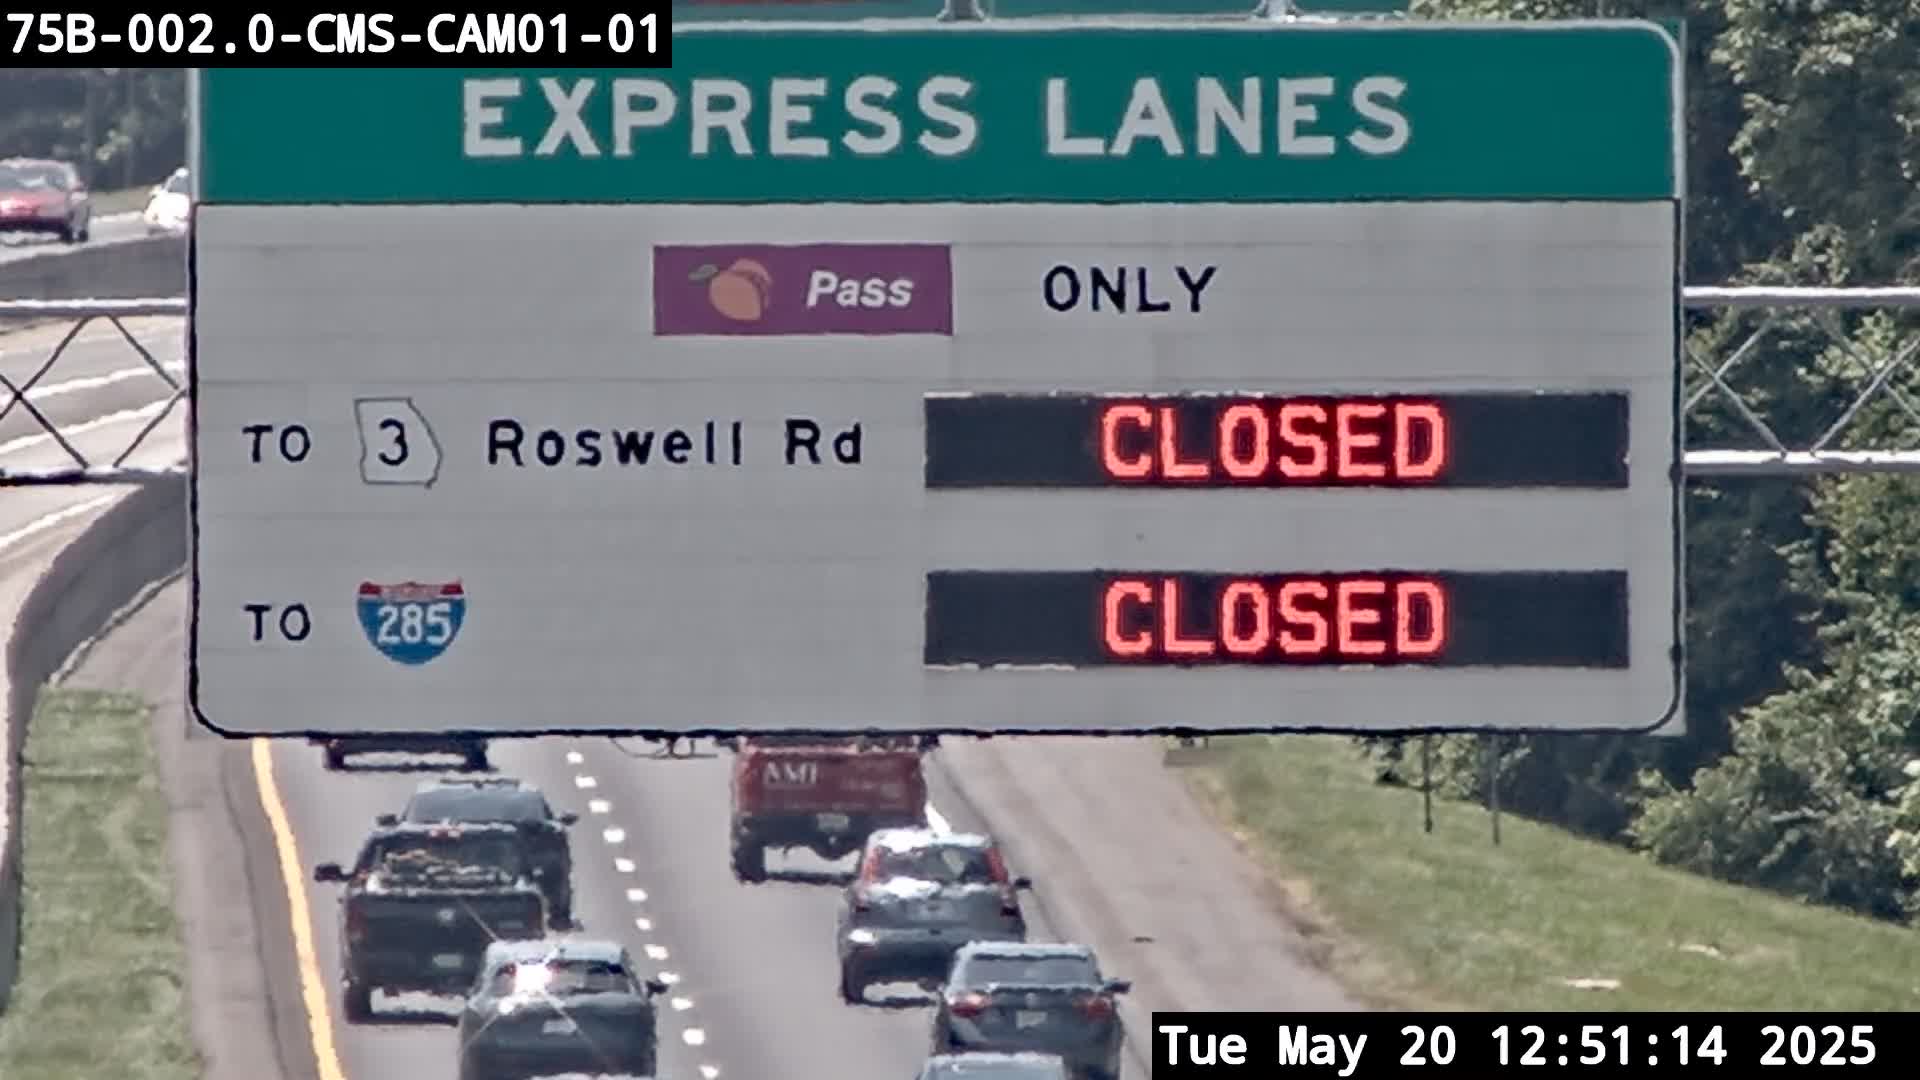 75B-002.0-CMS-CAM01-01
EXPRESS LANES
Pass ONLY
TO 3 Roswell Rd CLOSED
TO 285 CLOSED
AMI
Tue May 20 12:51:14 2025